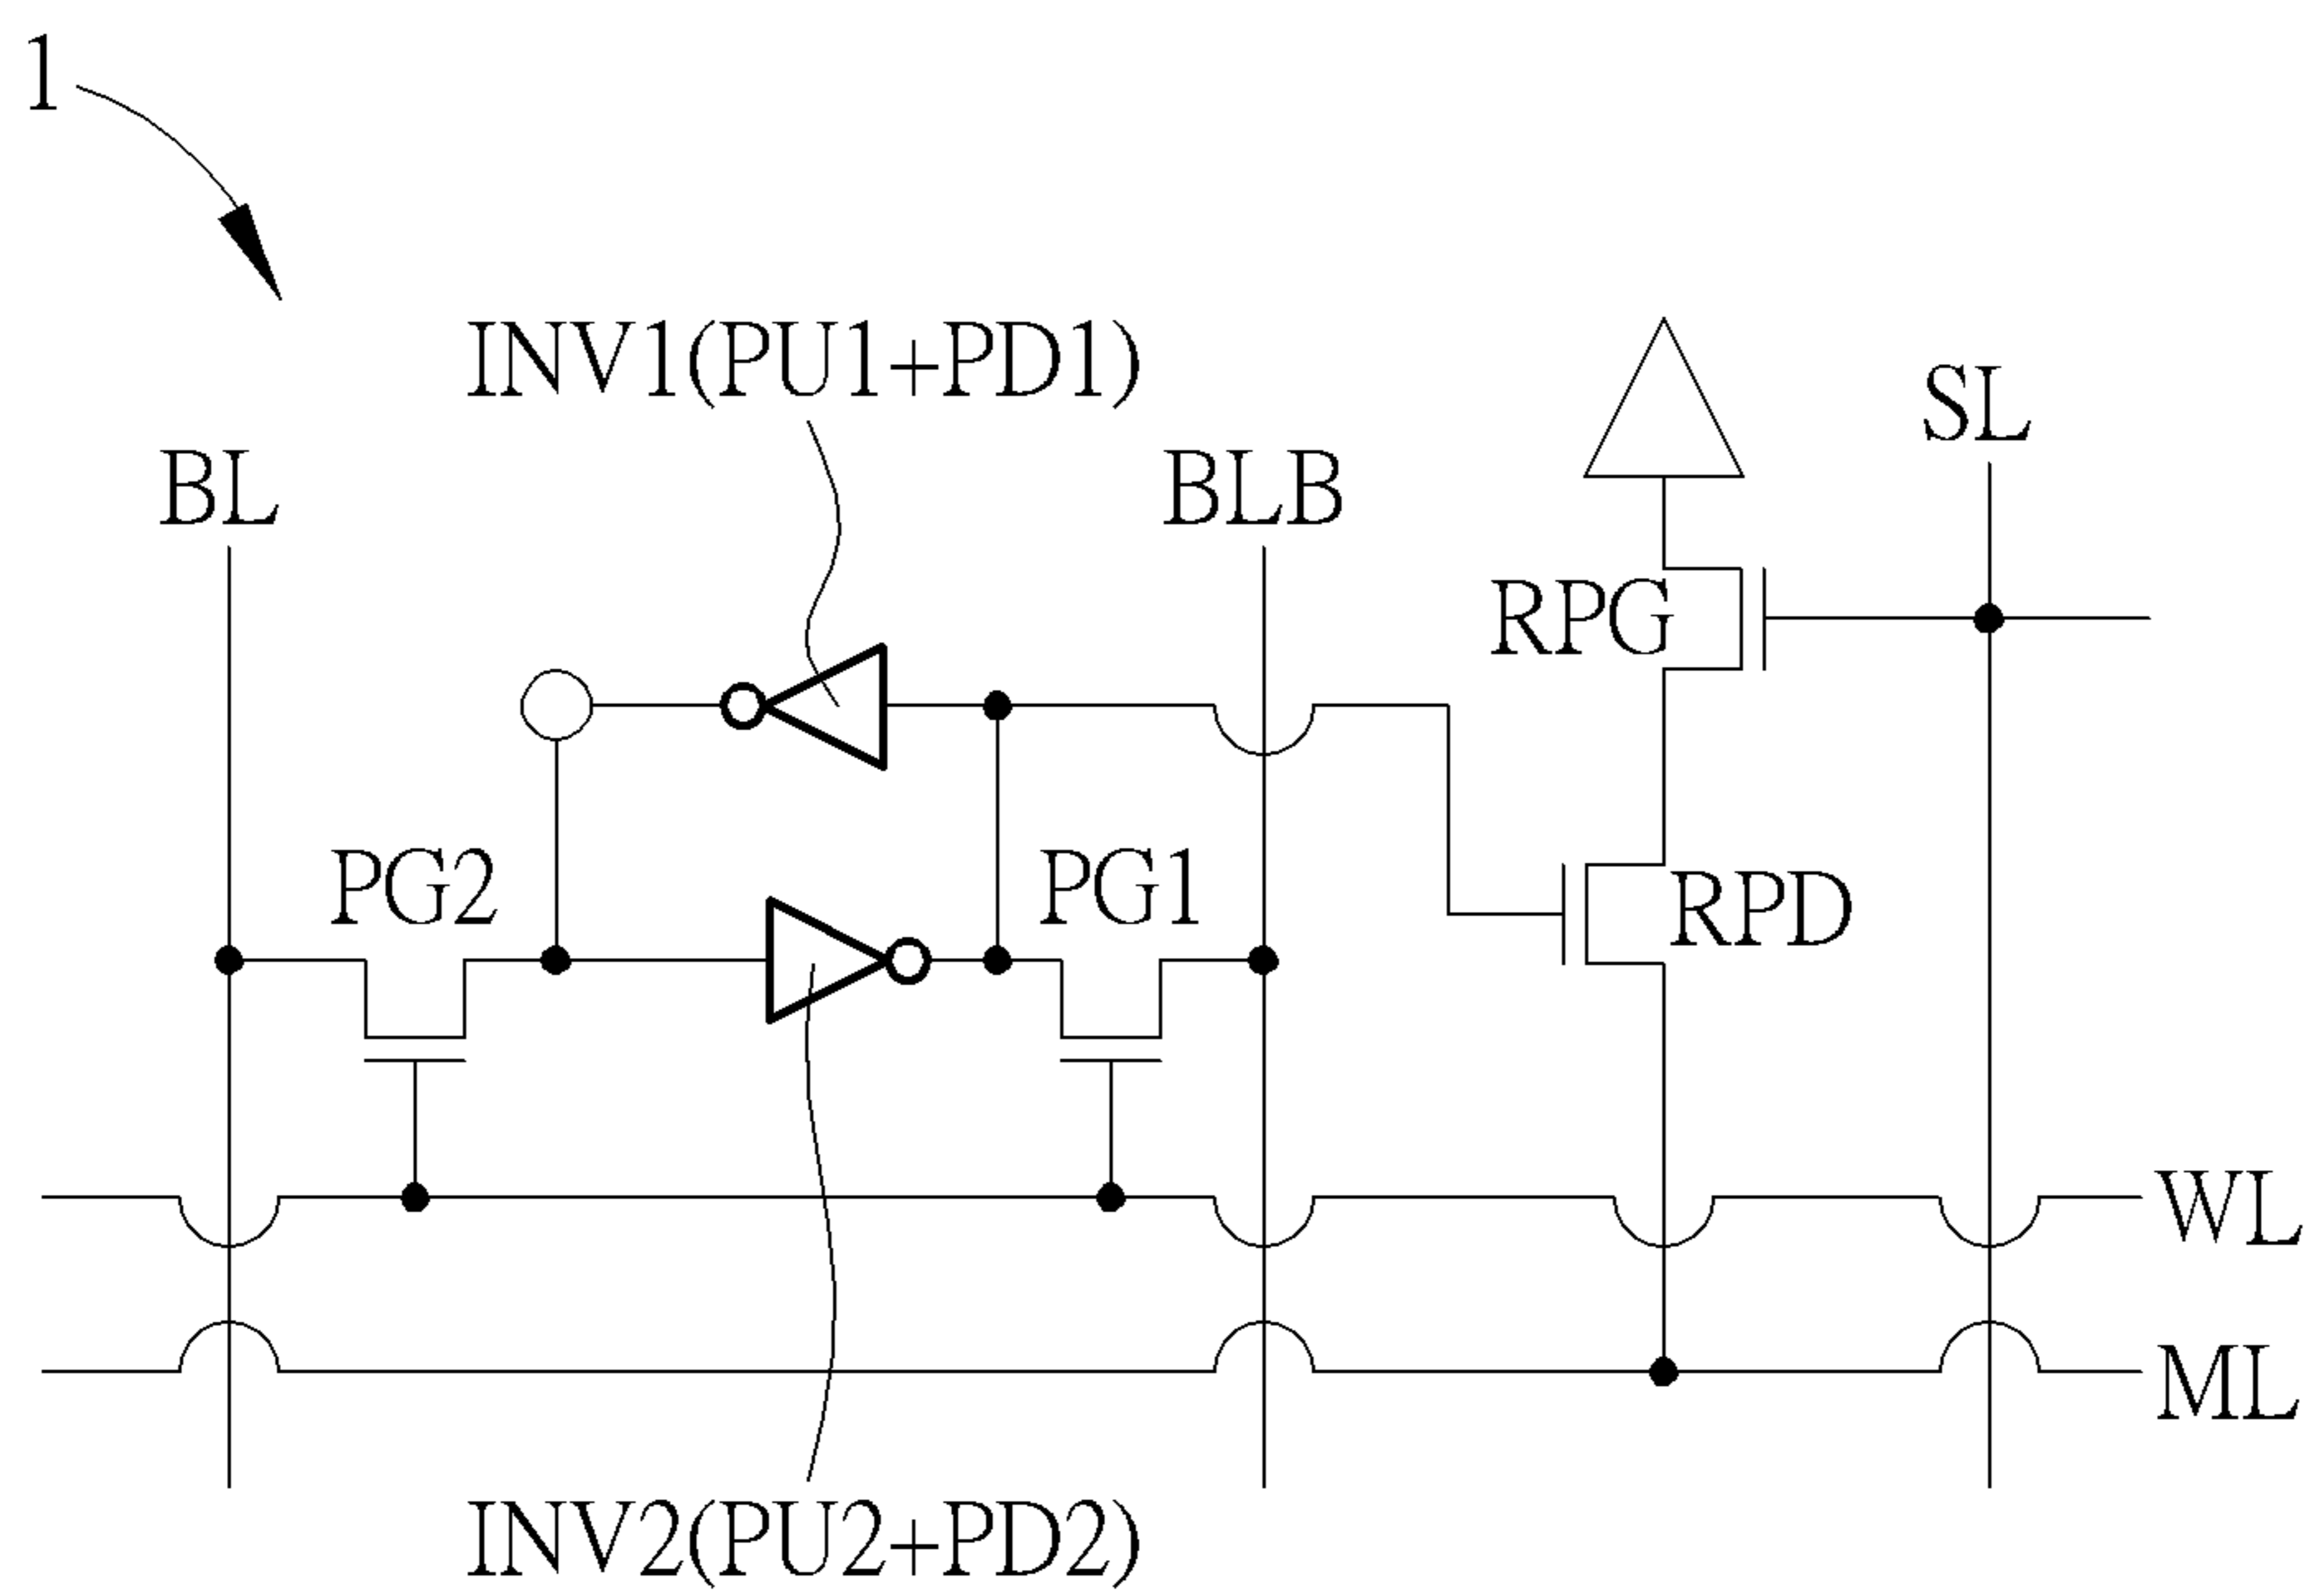 1
INV1(PU1+PD1)
SL
BL
BLB
RPG
PG2
PG1
RPD
WL
ML
INV2(PU2+PD2)